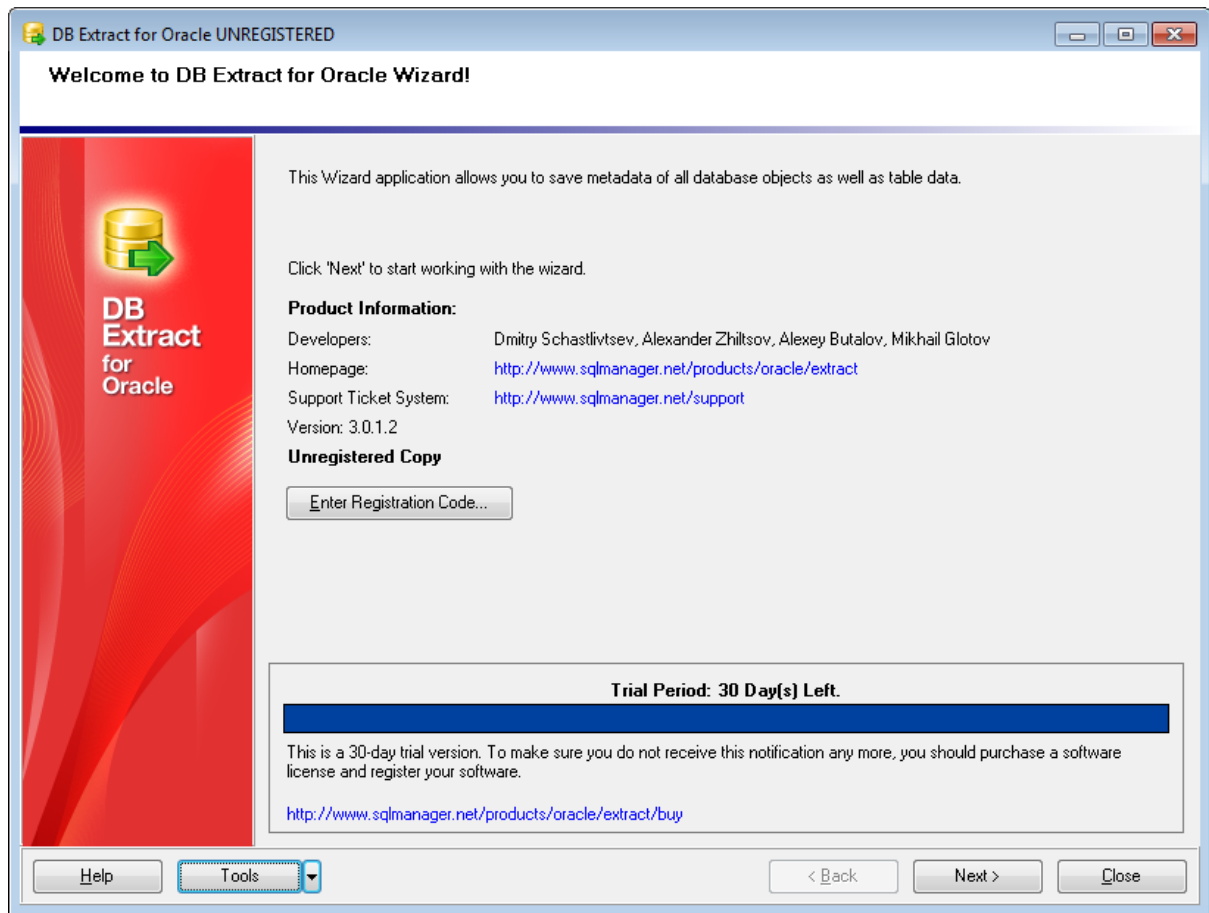 DB Extract for Oracle UNREGISTERED
Welcome to DB Extract for Oracle Wizard!
DB
Extract
for
Oracle
This Wizard application allows you to save metadata of all database objects as well as table data.
Click 'Next' to start working with the wizard.
Product Information:
Developers: Dmitry Schastlivtsev, Alexander Zhiltsov, Alexey Butalov, Mikhail Glotov
Homepage: http://www.sqlmanager.net/products/oracle/extract
Support Ticket System: http://www.sqlmanager.net/support
Version: 3.0.1.2
Unregistered Copy
Enter Registration Code...
Trial Period: 30 Day(s) Left.
This is a 30-day trial version. To make sure you do not receive this notification any more, you should purchase a software
license and register your software.
http://www.sqlmanager.net/products/oracle/extract/buy
Help Tools < Back Next > Close